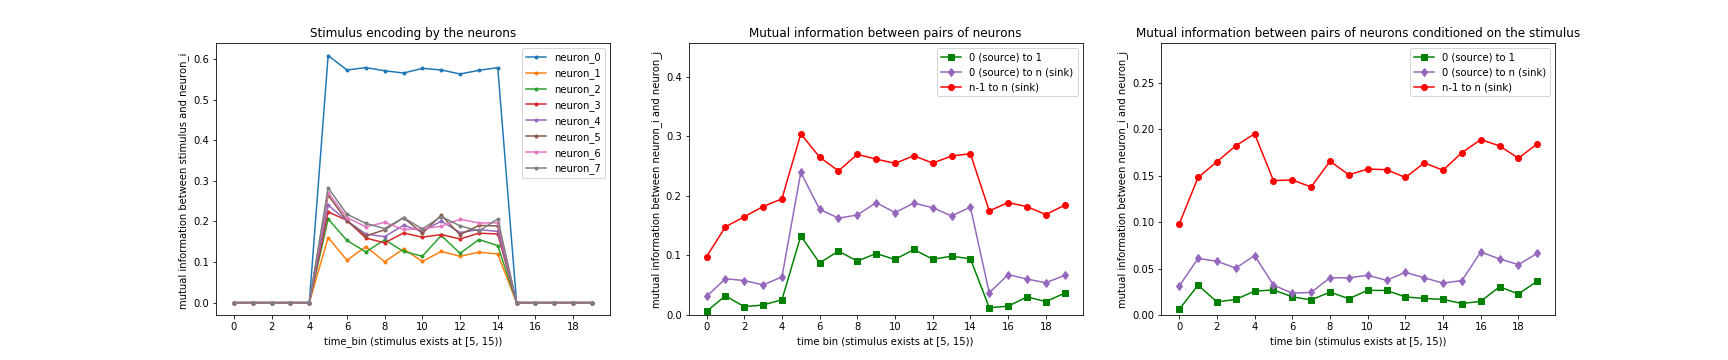 Stimulus encoding by the neurons
mutual information between stimulus and neuron_i
0.6
0.5
0.4
0.3
0.2
0.1
0.0
neuron_0
neuron_1
neuron_2
neuron_3
neuron_4
neuron_5
neuron_6
neuron_7
0 2 4 6 8 10 12 14 16 18
time_bin (stimulus exists at [5, 15))
Mutual information between pairs of neurons
mutual information between neuron_i and neuron_j
0.4
0.3
0.2
0.1
0.0
0 (source) to 1
0 (source) to n (sink)
n-1 to n (sink)
0 2 4 6 8 10 12 14 16 18
time bin (stimulus exists at [5, 15))
Mutual information between pairs of neurons conditioned on the stimulus
mutual information between neuron_i and neuron_j
0.25
0.20
0.15
0.10
0.05
0.00
0 (source) to 1
0 (source) to n (sink)
n-1 to n (sink)
0 2 4 6 8 10 12 14 16 18
time bin (stimulus exists at [5, 15))